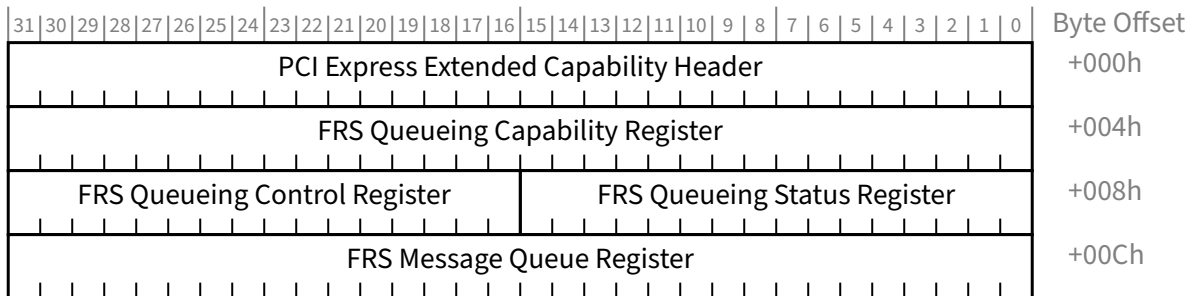 31 30 29 28 27 26 25 24 23 22 21 20 19 18 17 16 15 14 13 12 11 10 9 8 7 6 5 4 3 2 1 0 Byte Offset
PCI Express Extended Capability Header +000h
FRS Queueing Capability Register +004h
FRS Queueing Control Register FRS Queueing Status Register +008h
FRS Message Queue Register +00Ch